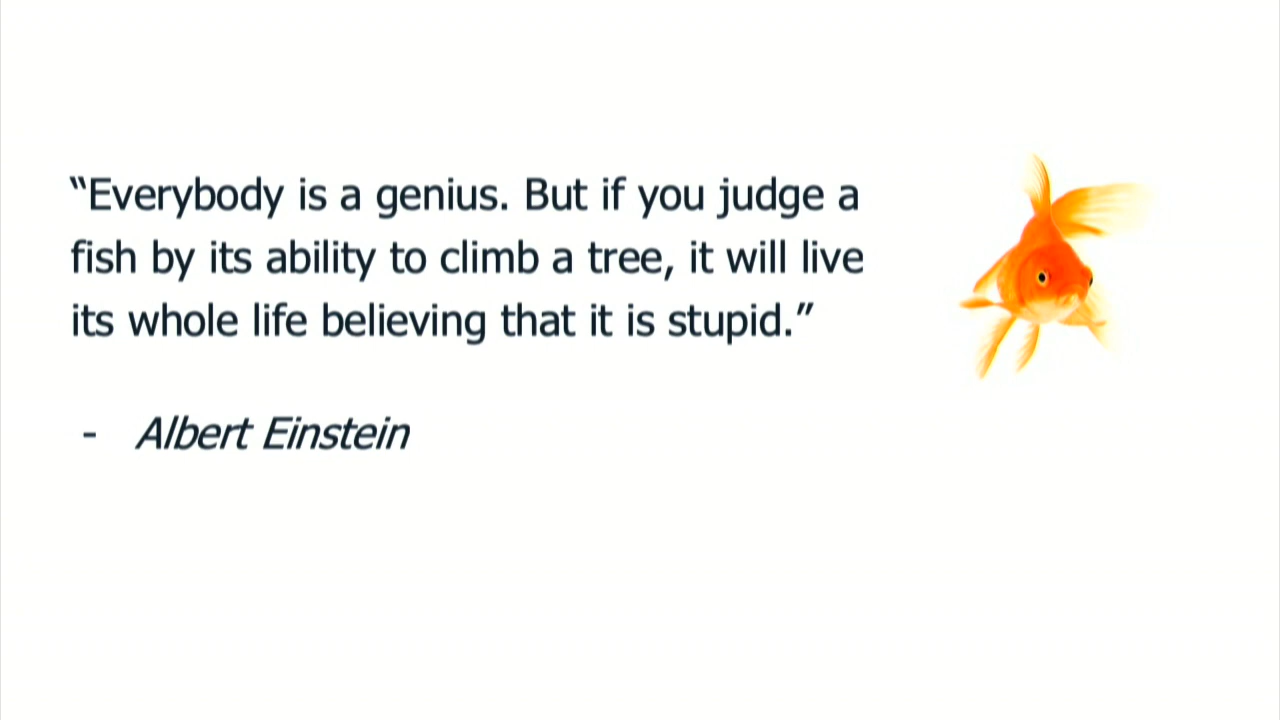 “Everybody is a genius. But if you judge a
fish by its ability to climb a tree, it will live
its whole life believing that it is stupid.”
- Albert Einstein